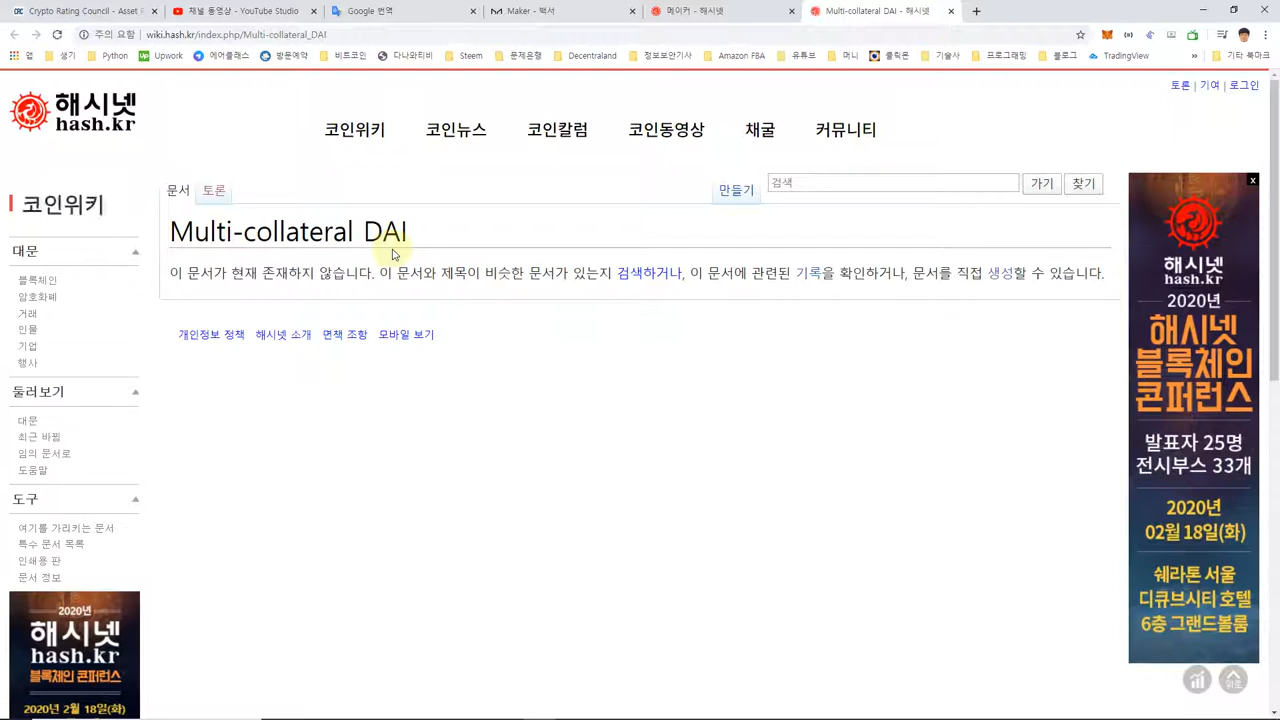 Crypto Rating Council - Asset R
채널 동영상 - YouTube Studio
Google 번역
Maker - 백서
메이커 - 해시넷
Multi-collateral DAI - 해시넷
주의 요함
wiki.hash.kr/index.php/Multi-collateral_DAI
앱
생기
Python
Upwork
에어클래스
방문예약
비트코인
다나와티비
Steem
문제은행
Decentraland
정보보안기사
Amazon FBA
유튜브
머니
클릭몬
기술사
프로그래밍
블로그
TradingView
»
기타 북마크
토론 | 기여 | 로그인
해시넷
hash.kr
코인위키
코인뉴스
코인칼럼
코인동영상
채굴
커뮤니티
코인위키
문서
토론
만들기
검색
가기
찾기
Multi-collateral DAI
이 문서가 현재 존재하지 않습니다. 이 문서와 제목이 비슷한 문서가 있는지 검색하거나, 이 문서에 관련된 기록을 확인하거나, 문서를 직접 생성할 수 있습니다.
개인정보 정책
해시넷 소개
면책 조항
모바일 보기
대문
블록체인
암호화폐
거래
인물
기업
행사
둘러보기
대문
최근 바뀜
임의 문서로
도움말
도구
여기를 가리키는 문서
특수 문서 목록
인쇄용 판
문서 정보
2020년
해시넷
hash.kr
블록체인 콘퍼런스
2020년 2월 18일(화)
x
해시넷
hash.kr
2020년
해시넷
블록체인
콘퍼런스
발표자 25명
전시부스 33개
2020년
02월 18일(화)
쉐라톤 서울
디큐브시티 호텔
6층 그랜드볼룸
위로